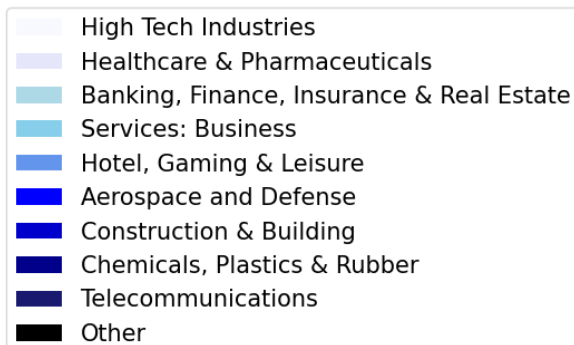 High Tech Industries
Healthcare & Pharmaceuticals
Banking, Finance, Insurance & Real Estate
Services: Business
Hotel, Gaming & Leisure
Aerospace and Defense
Construction & Building
Chemicals, Plastics & Rubber
Telecommunications
Other